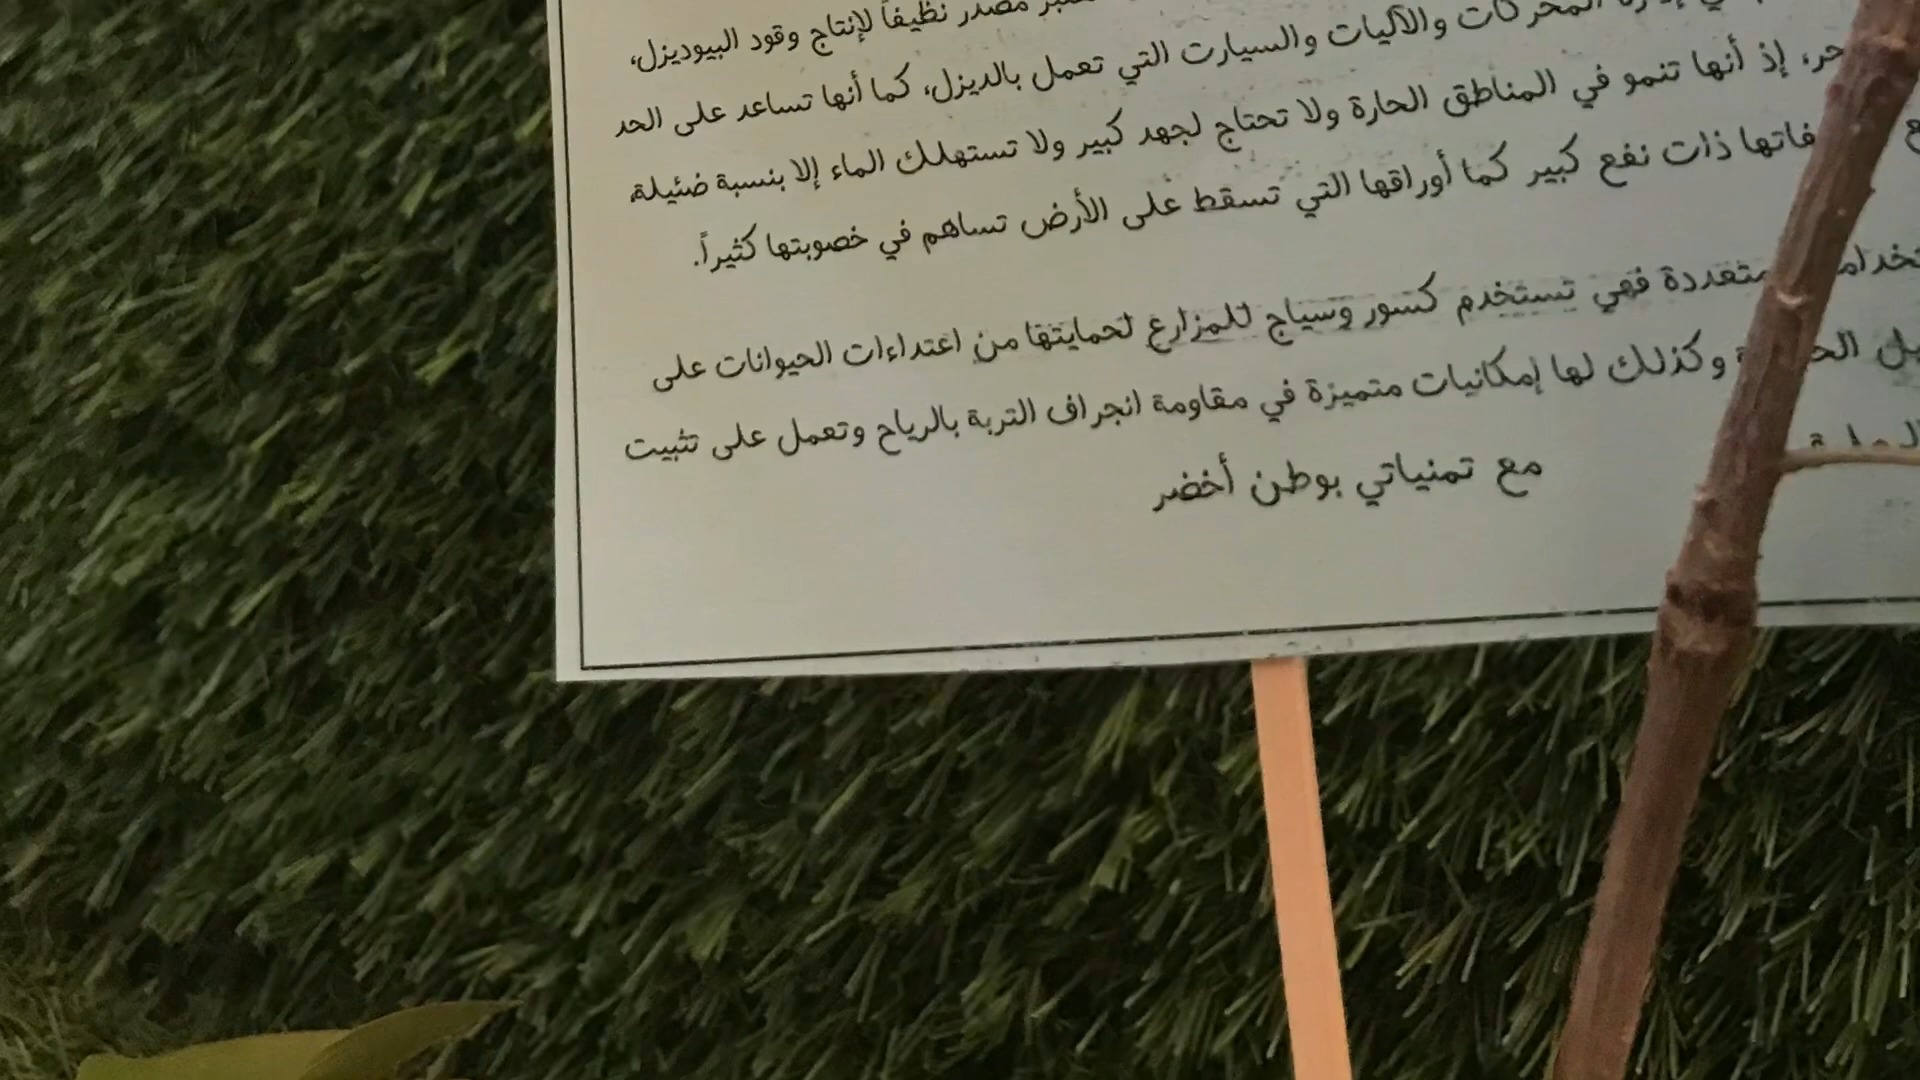 مصدر نظيفاً لإنتاج وقود البيوديزل،
المحركات والآليات والسيارت التي تعمل بالديزل، كما أنها تساعد على الحد
حر، إذ أنها تنمو في المناطق الحارة ولا تحتاج لجهد كبير ولا تستهلك الماء إلا بنسبة ضئيلة،
ذات نفع كبير كما أوراقها التي تسقط على الأرض تساهم في خصوبتها كثيراً.
متعددة فهي تستخدم كسور وسياج للمزارع لحمايتها من اعتداءات الحيوانات على
وكذلك لها إمكانيات متميزة في مقاومة انجراف التربة بالرياح وتعمل على تثبيت
مع تمنياتي بوطن أخضر